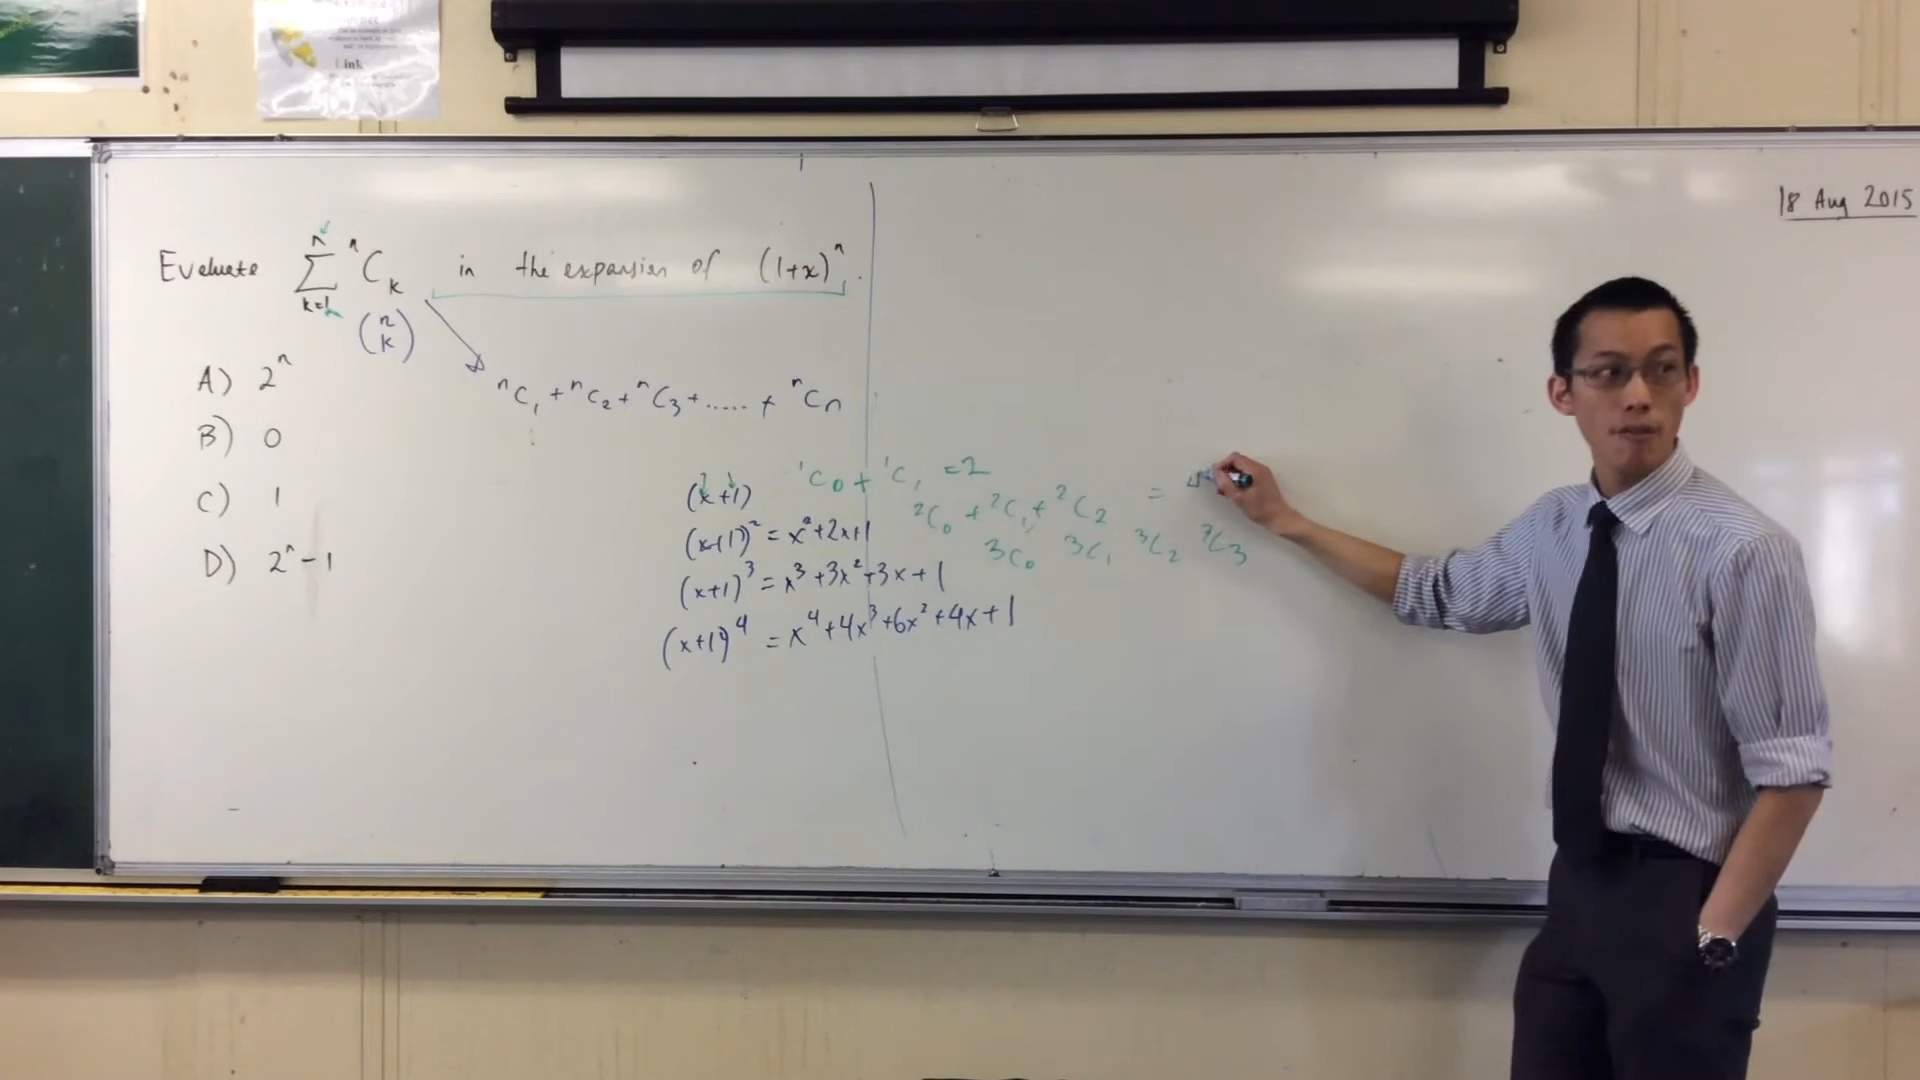 Link
18 Aug 2015
Evaluate n Σ k=1 ⁿCₖ in the expansion of (1+x)ⁿ.
(n k)
A) 2ⁿ
ⁿC₁ + ⁿC₂ + ⁿC₃ + ..... + ⁿCₙ
B) 0
C) 1
D) 2ⁿ-1
(x+1) ¹C₀ + ¹C₁ =2
²C₀ + ²C₁ + ²C₂ = 4
(x+1)² = x²+2x+1
³C₀ ³C₁ ³C₂ ³C₃
(x+1)³ = x³+3x²+3x+1
(x+1)⁴ = x⁴+4x³+6x²+4x+1